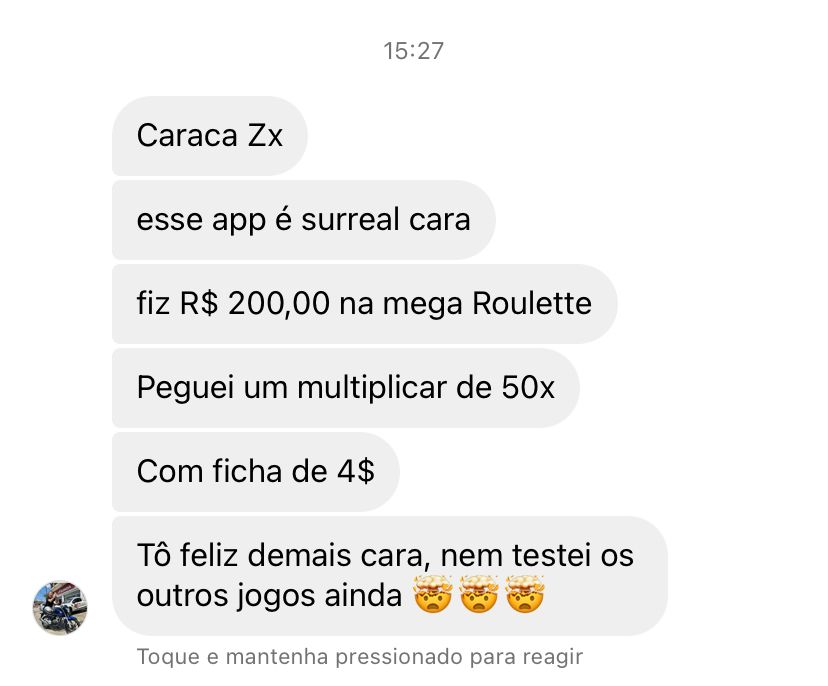 15:27
Caraca Zx
esse app é surreal cara
fiz R$ 200,00 na mega Roulette
Peguei um multiplicar de 50x
Com ficha de 4$
Tô feliz demais cara, nem testei os
outros jogos ainda 🤯🤯🤯
Toque e mantenha pressionado para reagir